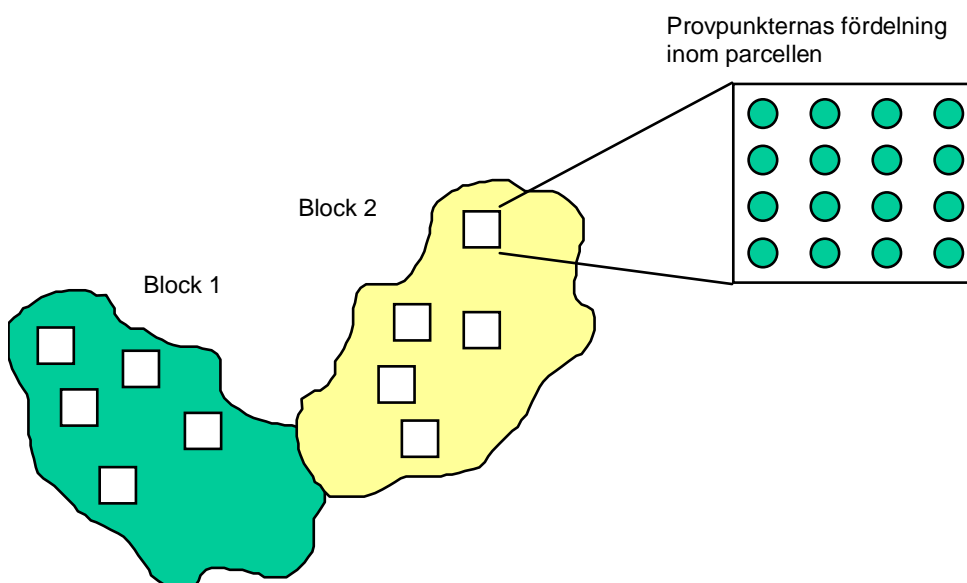 Provpunkternas fördelning
inom parcellen
Block 2
Block 1